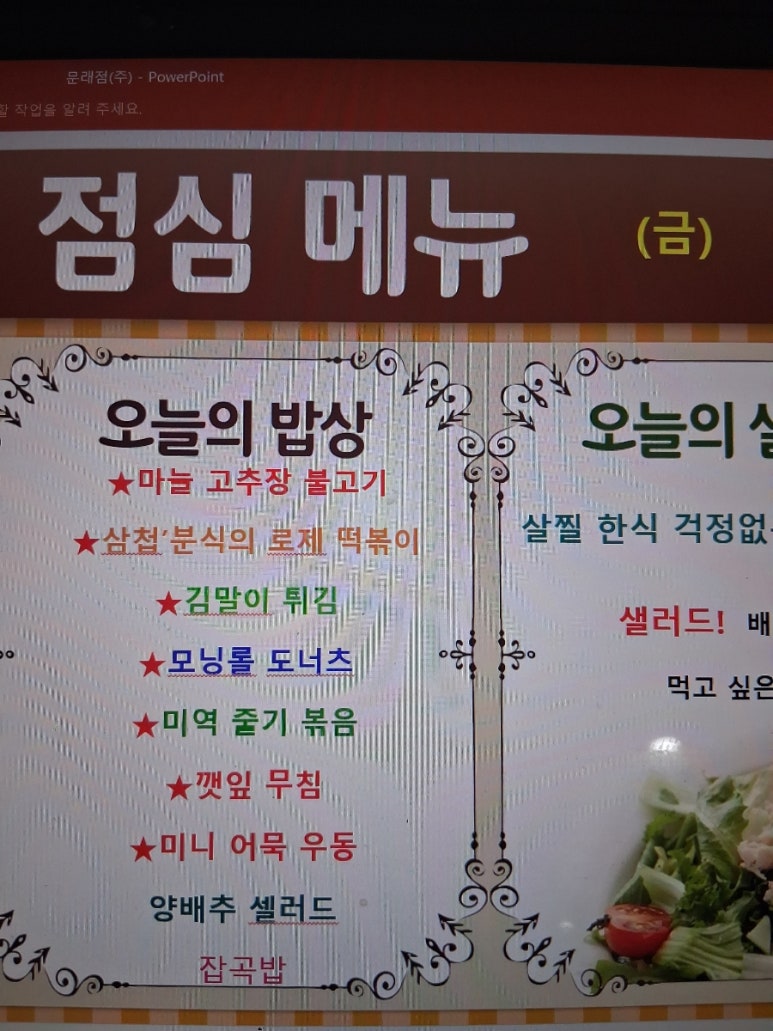 문래점(주) - PowerPoint
할 작업을 알려 주세요.
점심 메뉴 (금)
오늘의 밥상
★마늘 고추장 불고기
★삼첩’분식의 로제 떡볶이
★김말이 튀김
★모닝롤 도너츠
★미역 줄기 볶음
★깻잎 무침
★미니 어묵 우동
양배추 셀러드
잡곡밥
오늘의
살찔 한식 걱정없
샐러드! 배
먹고 싶은